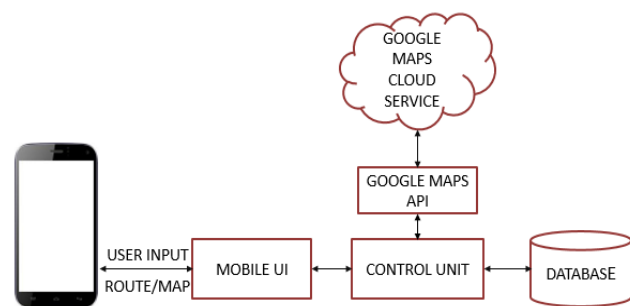 GOOGLE
MAPS
CLOUD
SERVICE
GOOGLE MAPS
API
USER INPUT
ROUTE/MAP
MOBILE UI
CONTROL UNIT
DATABASE